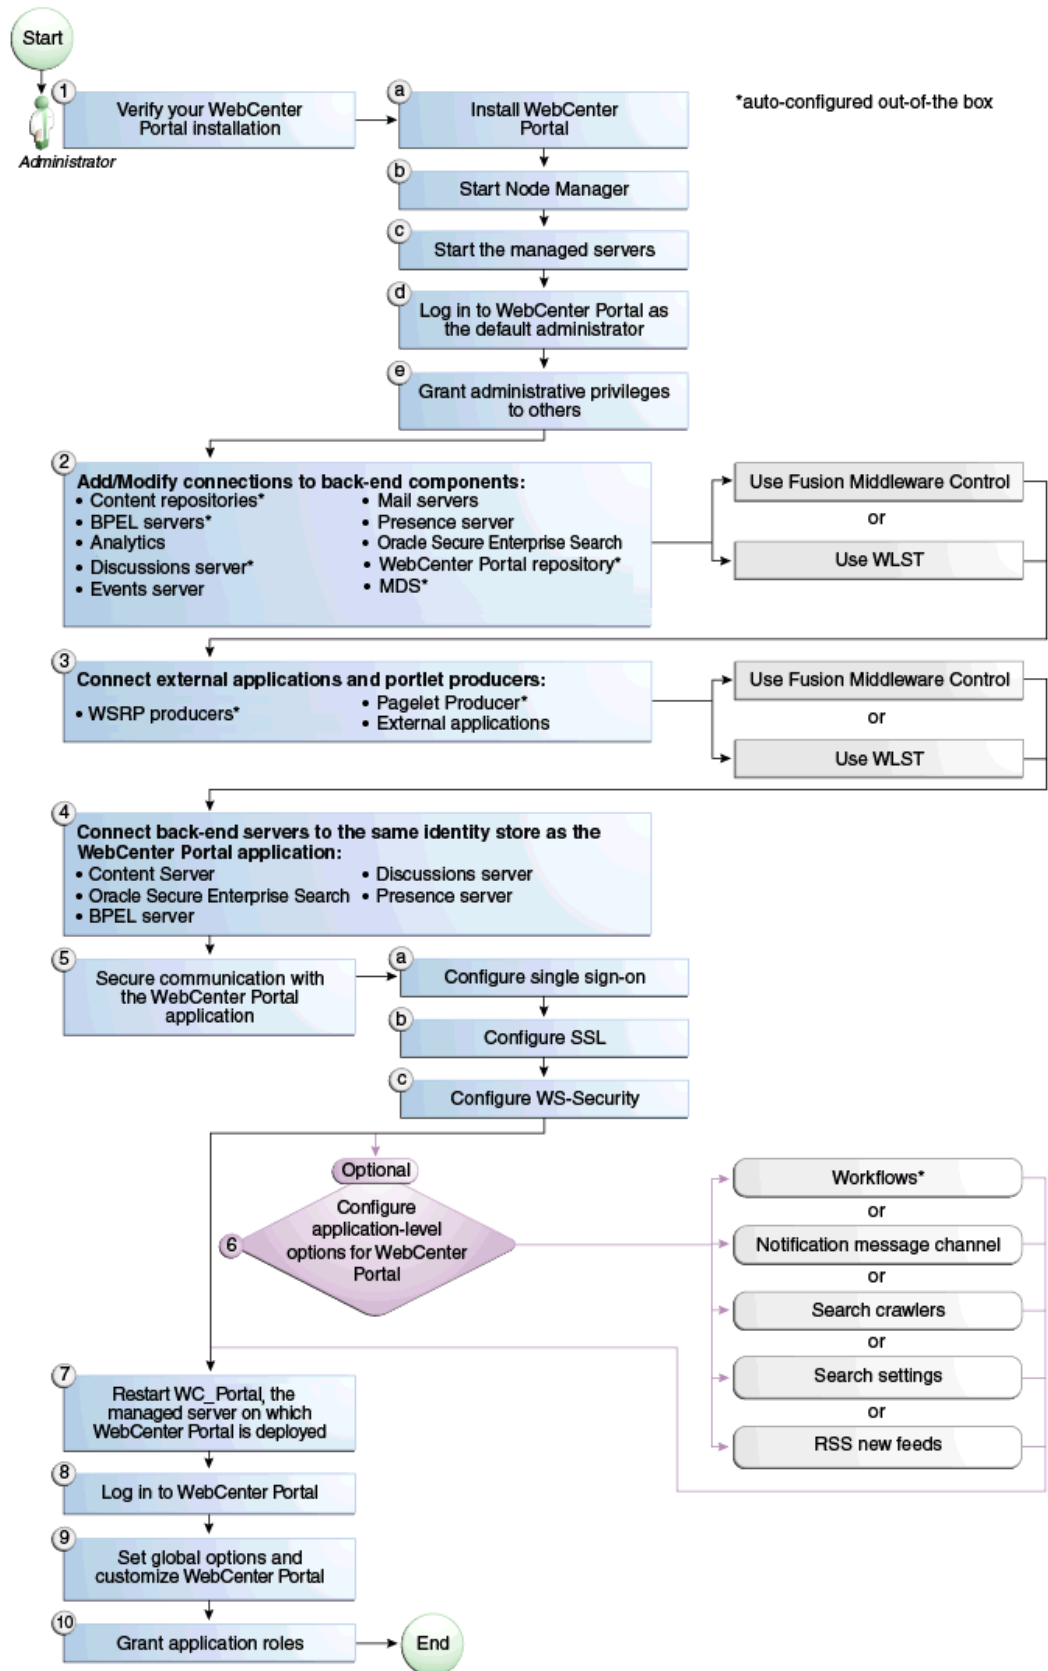 Start
Administrator
*auto-configured out-of-the box
1
Verify your WebCenter
Portal installation
a
Install WebCenter
Portal
b
Start Node Manager
c
Start the managed servers
d
Log in to WebCenter Portal as
the default administrator
e
Grant administrative privileges
to others
2
Add/Modify connections to back-end components:
• Content repositories*
• BPEL servers*
• Analytics
• Discussions server*
• Events server
• Mail servers
• Presence server
• Oracle Secure Enterprise Search
• WebCenter Portal repository*
• MDS*
Use Fusion Middleware Control
or
Use WLST
3
Connect external applications and portlet producers:
• WSRP producers*
• Pagelet Producer*
• External applications
Use Fusion Middleware Control
or
Use WLST
4
Connect back-end servers to the same identity store as the
WebCenter Portal application:
• Content Server
• Oracle Secure Enterprise Search
• BPEL server
• Discussions server
• Presence server
5
Secure communication with
the WebCenter Portal
application
a
Configure single sign-on
b
Configure SSL
c
Configure WS-Security
Optional
6
Configure
application-level
options for WebCenter
Portal
Workflows*
or
Notification message channel
or
Search crawlers
or
Search settings
or
RSS new feeds
7
Restart WC_Portal, the
managed server on which
WebCenter Portal is deployed
8
Log in to WebCenter Portal
9
Set global options and
customize WebCenter Portal
10
Grant application roles
End